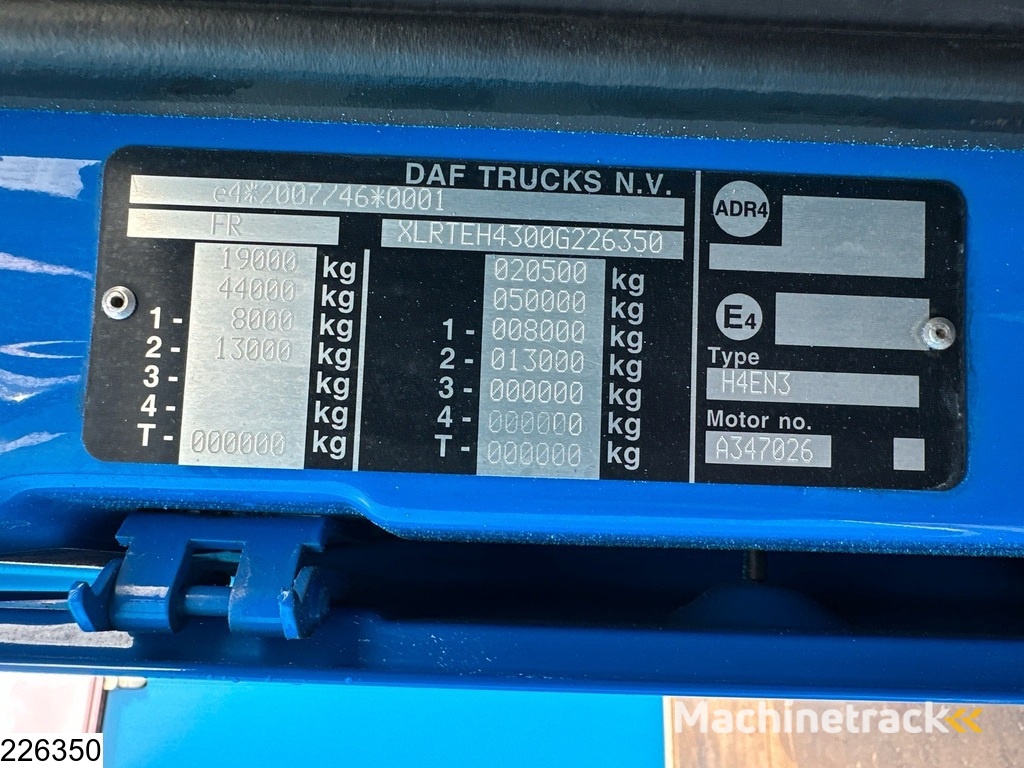 DAF TRUCKS N.V.
e4*2007/46*0001
FR XLRTEH4300G226350
19000 kg 020500 kg
44000 kg 050000 kg
1- 8000 kg 1- 008000 kg
2- 13000 kg 2- 013000 kg
3- kg 3- 000000 kg
4- kg 4- 000000 kg
T- 000000 kg T- 000000 kg
ADR4
E4
Type
H4EN3
Motor no.
A347026
Machinetrack
226350